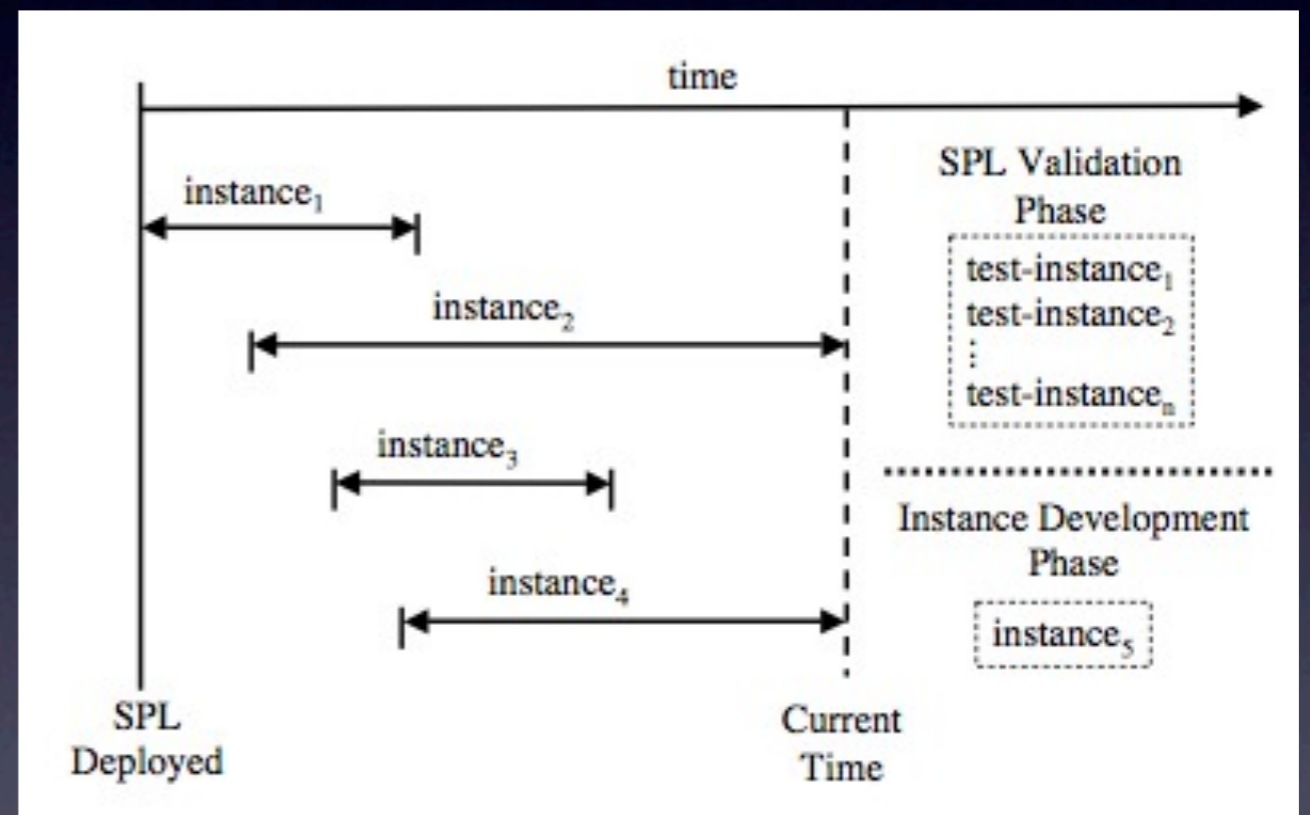 time
instance₁
SPL Validation
Phase
test-instance₁
test-instance₂
⋮
test-instanceₙ
instance₂
instance₃
instance₄
Instance Development
Phase
instance₅
SPL
Deployed
Current
Time